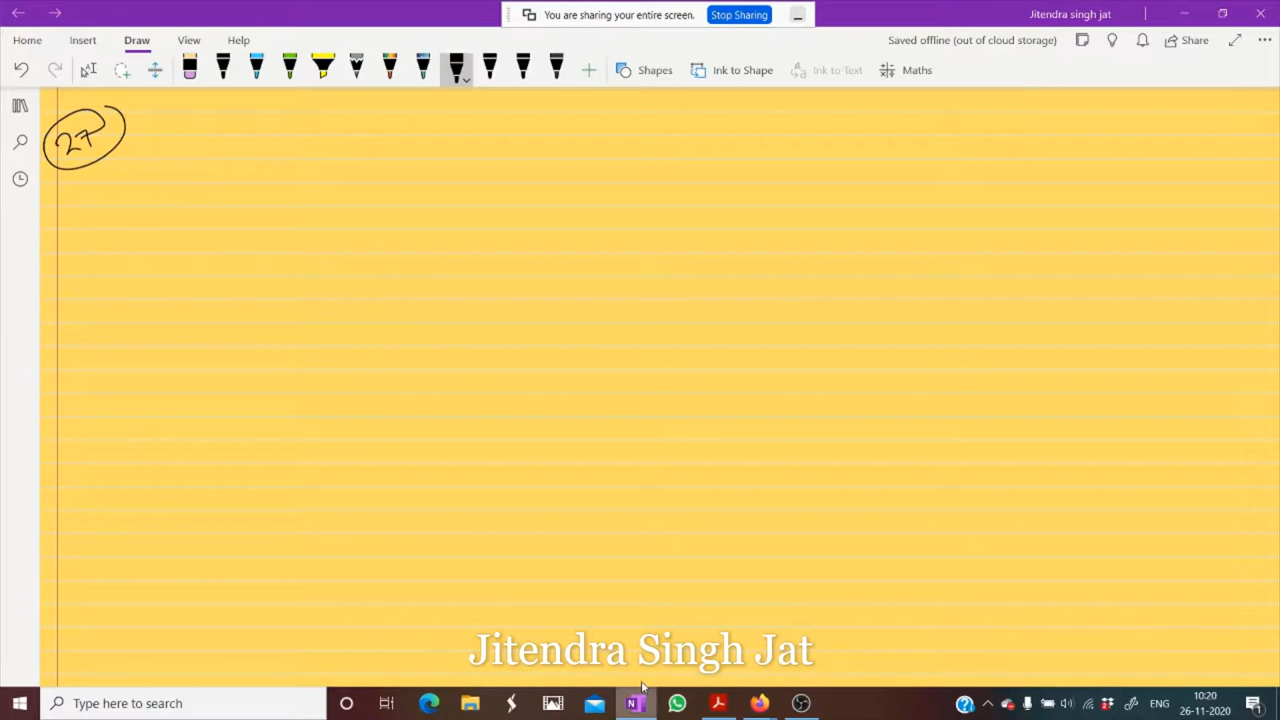 You are sharing your entire screen. Stop Sharing
Jitendra singh jat
Home Insert Draw View Help
Saved offline (out of cloud storage) Share
Shapes Ink to Shape Ink to Text Maths
27
Jitendra Singh Jat
Type here to search
ENG
10:20
26-11-2020